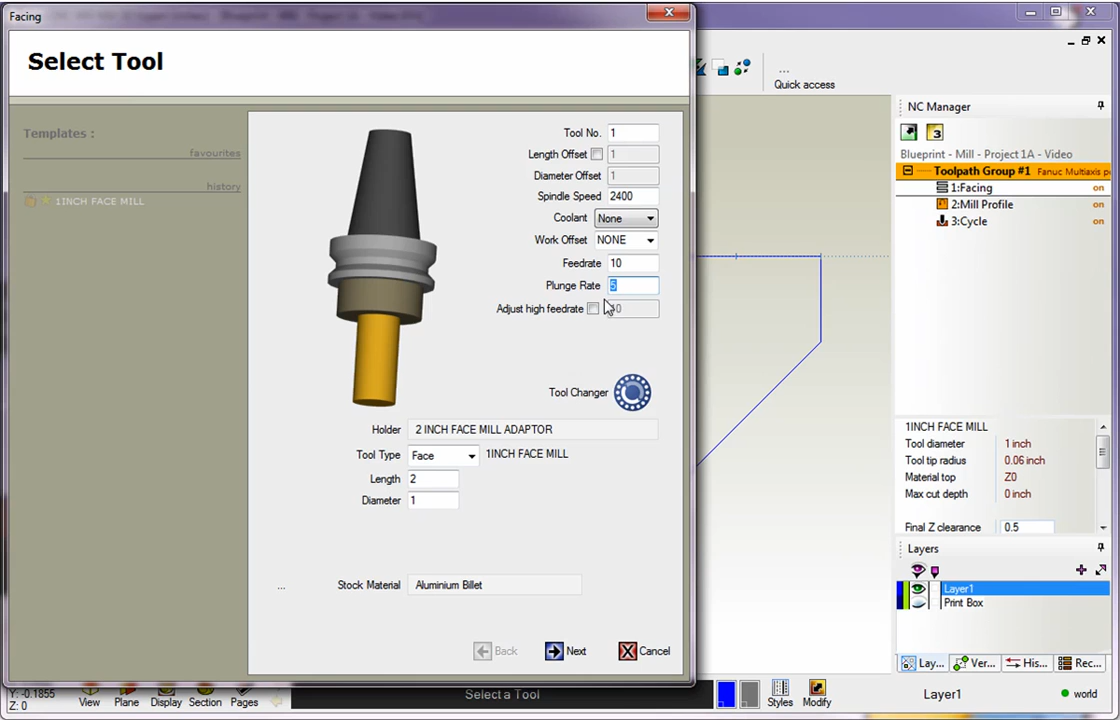 Facing
Select Tool
Templates :
favourites
history
1INCH FACE MILL
Tool No. 1
Length Offset 1
Diameter Offset 1
Spindle Speed 2400
Coolant None
Work Offset NONE
Feedrate 10
Plunge Rate 5
Adjust high feedrate
Tool Changer
Holder 2 INCH FACE MILL ADAPTOR
Tool Type Face 1INCH FACE MILL
Length 2
Diameter 1
... Stock Material Aluminium Billet
Back Next Cancel
...
Quick access
NC Manager
3
Blueprint - Mill - Project 1A - Video
Toolpath Group #1 Fanuc Multiaxis po
1:Facing on
2:Mill Profile on
3:Cycle on
1INCH FACE MILL
Tool diameter 1 inch
Tool tip radius 0.06 inch
Material top Z0
Max cut depth 0 inch
Final Z clearance 0.5
Layers
Layer1
Print Box
Lay... Ver... His... Rec...
Y: -0.1855
Z: 0
View Plane Display Section Pages
Select a Tool
Styles Modify
Layer1
world